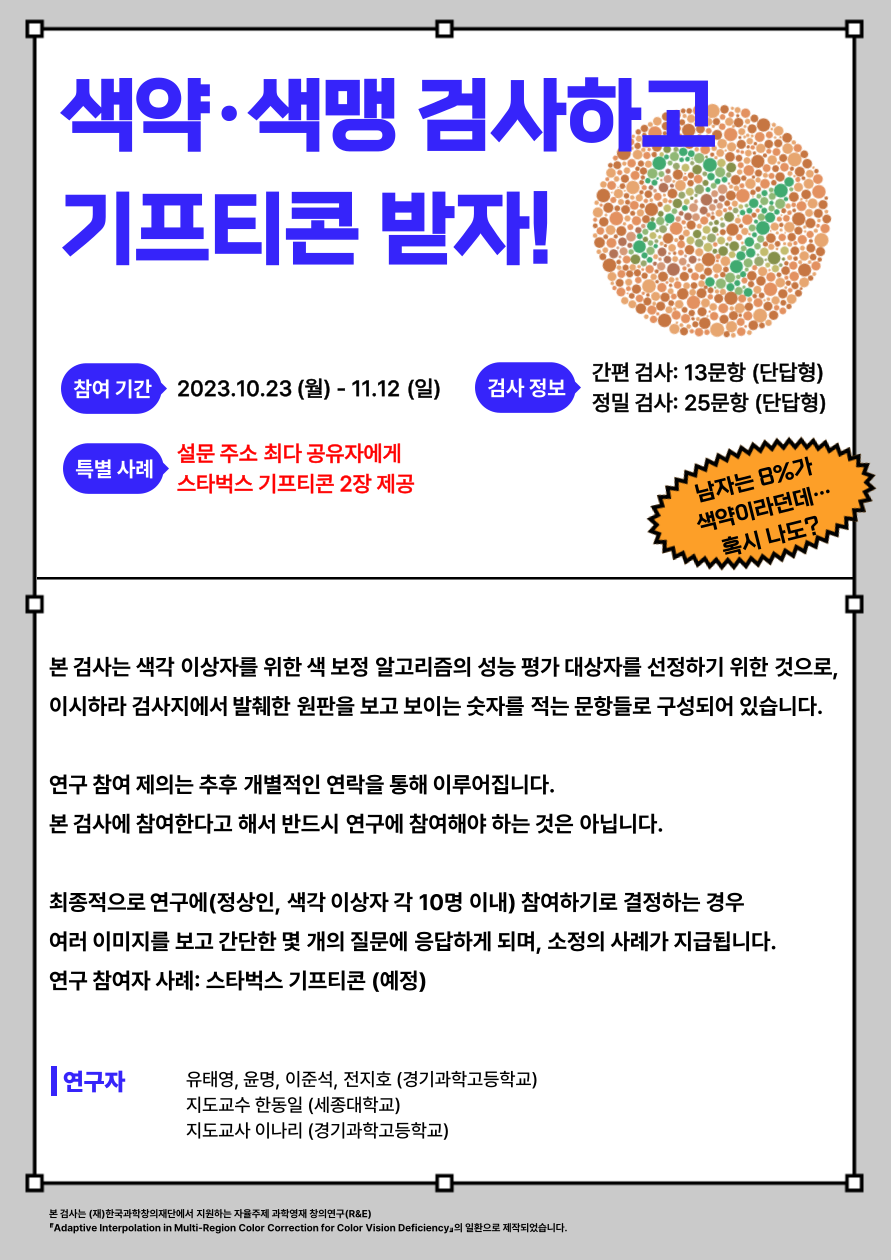 색약·색맹 검사하고
기프티콘 받자!
참여 기간
2023.10.23 (월) - 11.12 (일)
검사 정보
간편 검사: 13문항 (단답형)
정밀 검사: 25문항 (단답형)
특별 사례
설문 주소 최다 공유자에게
스타벅스 기프티콘 2장 제공
남자는 8%가
색약이라던데…
혹시 나도?
본 검사는 색각 이상자를 위한 색 보정 알고리즘의 성능 평가 대상자를 선정하기 위한 것으로,
이시하라 검사지에서 발췌한 원판을 보고 보이는 숫자를 적는 문항들로 구성되어 있습니다.
연구 참여 제의는 추후 개별적인 연락을 통해 이루어집니다.
본 검사에 참여한다고 해서 반드시 연구에 참여해야 하는 것은 아닙니다.
최종적으로 연구에(정상인, 색각 이상자 각 10명 이내) 참여하기로 결정하는 경우
여러 이미지를 보고 간단한 몇 개의 질문에 응답하게 되며, 소정의 사례가 지급됩니다.
연구 참여자 사례: 스타벅스 기프티콘 (예정)
연구자
유태영, 윤명, 이준석, 전지호 (경기과학고등학교)
지도교수 한동일 (세종대학교)
지도교사 이나리 (경기과학고등학교)
본 검사는 (재)한국과학창의재단에서 지원하는 자율주제 과학영재 창의연구(R&E)
『Adaptive Interpolation in Multi-Region Color Correction for Color Vision Deficiency』의 일환으로 제작되었습니다.